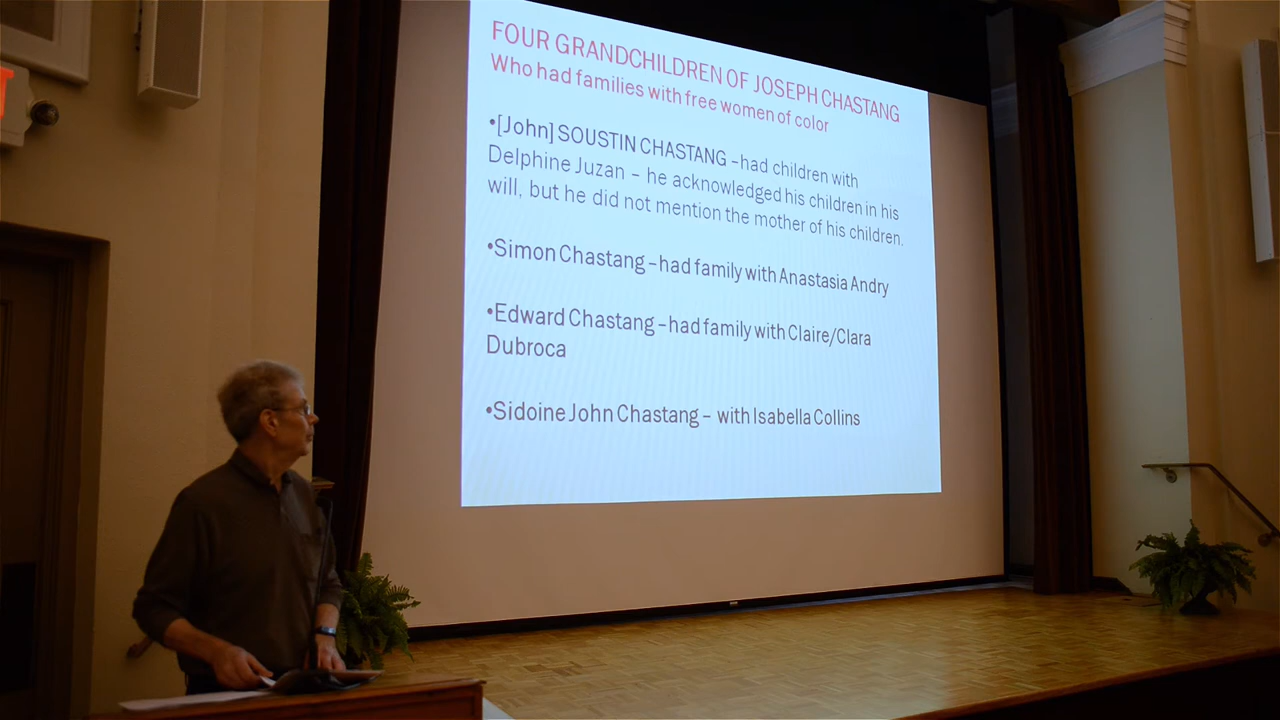 FOUR GRANDCHILDREN OF JOSEPH CHASTANG
Who had families with free women of color
•[John] SOUSTIN CHASTANG –had children with
Delphine Juzan – he acknowledged his children in his
will, but he did not mention the mother of his children.
•Simon Chastang –had family with Anastasia Andry
•Edward Chastang –had family with Claire/Clara
Dubroca
•Sidoine John Chastang – with Isabella Collins